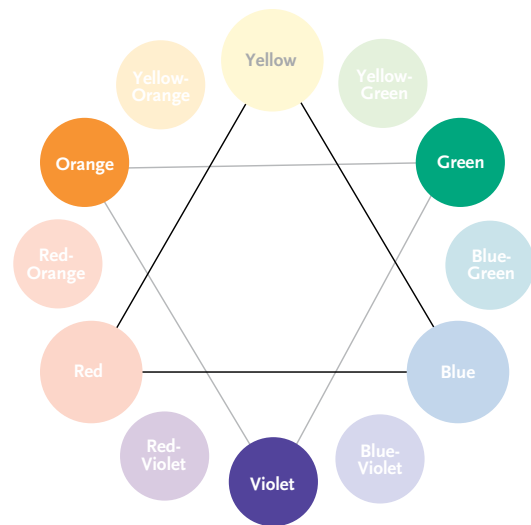 Yellow
Yellow-
Orange
Yellow-
Green
Orange
Green
Red-
Orange
Blue-
Green
Red
Blue
Red-
Violet
Blue-
Violet
Violet